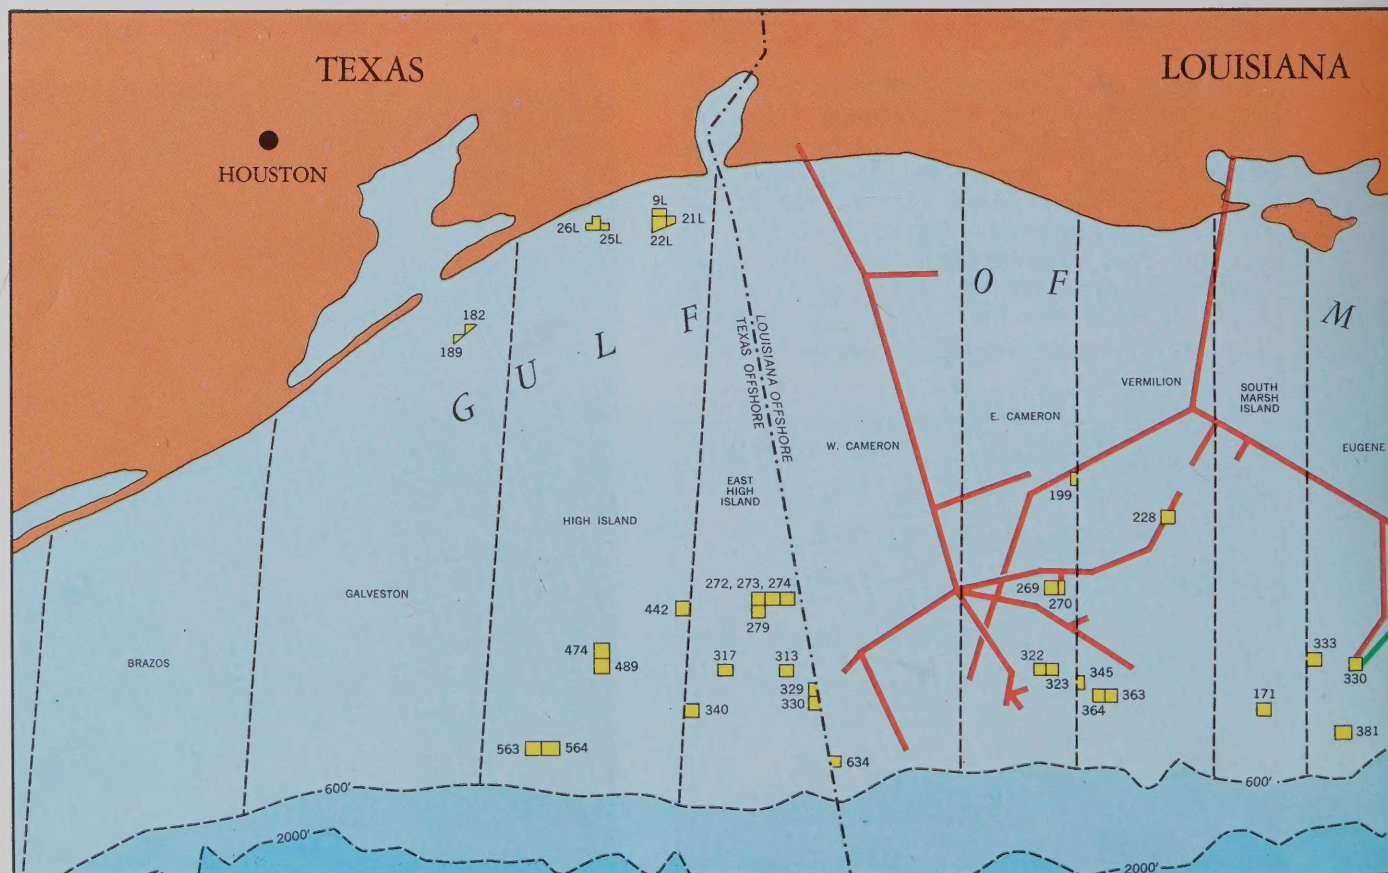 TEXAS
LOUISIANA
HOUSTON
9L
21L
26L
25L
22L
O F
G U L F
M
182
189
LOUISIANA OFFSHORE
TEXAS OFFSHORE
VERMILION
SOUTH
MARSH
ISLAND
E. CAMERON
W. CAMERON
EUGENE
EAST
HIGH
ISLAND
199
HIGH ISLAND
228
272, 273, 274
269
270
GALVESTON
442
279
BRAZOS
474
489
317
313
322
323
345
333
330
329
330
340
364
363
171
381
563
564
634
600'
600'
2000'
2000'